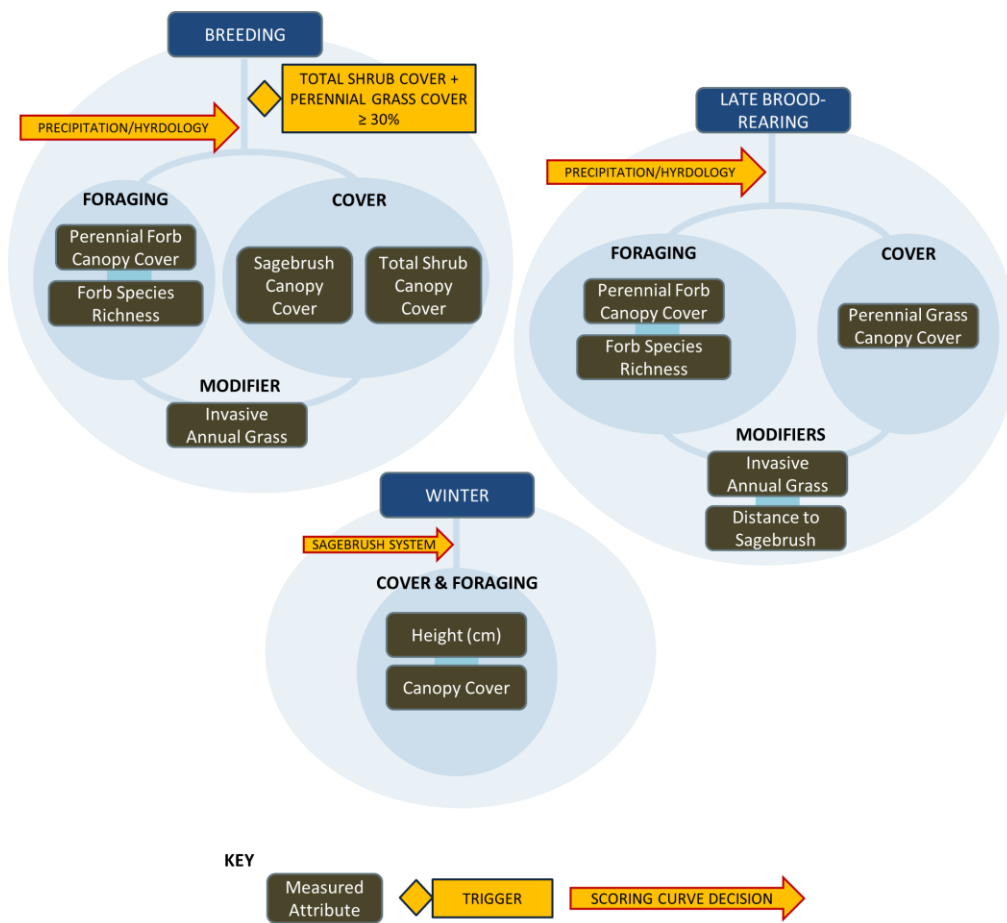 BREEDING
TOTAL SHRUB COVER +
PERENNIAL GRASS COVER
≥ 30%
PRECIPITATION/HYRDOLOGY
FORAGING
Perennial Forb
Canopy Cover
Forb Species
Richness
COVER
Sagebrush
Canopy
Cover
Total Shrub
Canopy
Cover
MODIFIER
Invasive
Annual Grass
LATE BROOD-
REARING
PRECIPITATION/HYRDOLOGY
FORAGING
Perennial Forb
Canopy Cover
Forb Species
Richness
COVER
Perennial Grass
Canopy Cover
MODIFIERS
Invasive
Annual Grass
Distance to
Sagebrush
WINTER
SAGEBRUSH SYSTEM
COVER & FORAGING
Height (cm)
Canopy Cover
KEY
Measured
Attribute
TRIGGER
SCORING CURVE DECISION